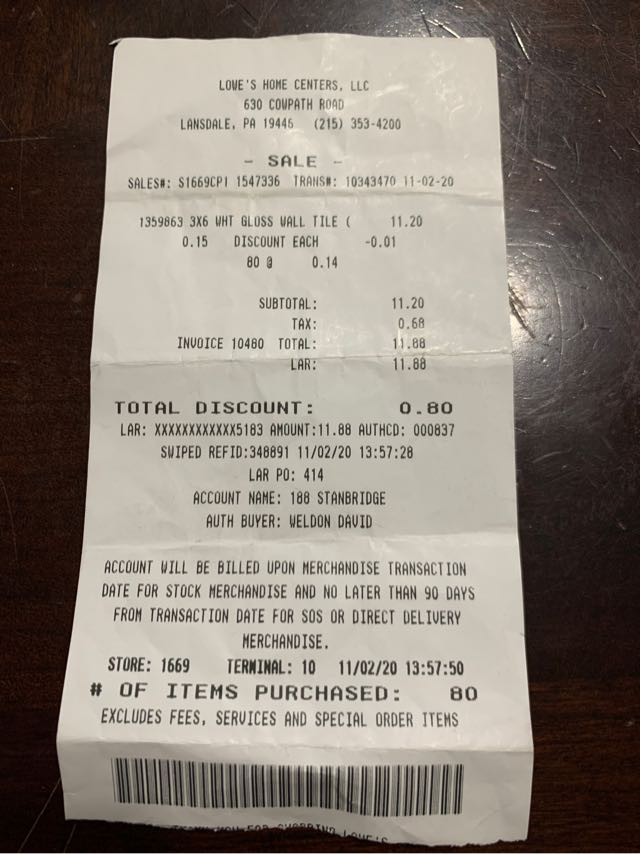 LOWE'S HOME CENTERS, LLC
630 COWPATH ROAD
LANSDALE, PA 19446 (215) 353-4200
- SALE -
SALES#: S1669CP1 1547336 TRANS#: 10343470 11-02-20
1359863 3X6 WHT GLOSS WALL TILE ( 11.20
0.15 DISCOUNT EACH -0.01
80 @ 0.14
SUBTOTAL: 11.20
TAX: 0.68
INVOICE 10480 TOTAL: 11.88
LAR: 11.88
TOTAL DISCOUNT: 0.80
LAR: XXXXXXXXXXXX5183 AMOUNT:11.88 AUTHCD: 000837
SWIPED REFID:348891 11/02/20 13:57:28
LAR PO: 414
ACCOUNT NAME: 188 STANBRIDGE
AUTH BUYER: WELDON DAVID
ACCOUNT WILL BE BILLED UPON MERCHANDISE TRANSACTION
DATE FOR STOCK MERCHANDISE AND NO LATER THAN 90 DAYS
FROM TRANSACTION DATE FOR SOS OR DIRECT DELIVERY
MERCHANDISE.
STORE: 1669 TERMINAL: 10 11/02/20 13:57:50
# OF ITEMS PURCHASED: 80
EXCLUDES FEES, SERVICES AND SPECIAL ORDER ITEMS